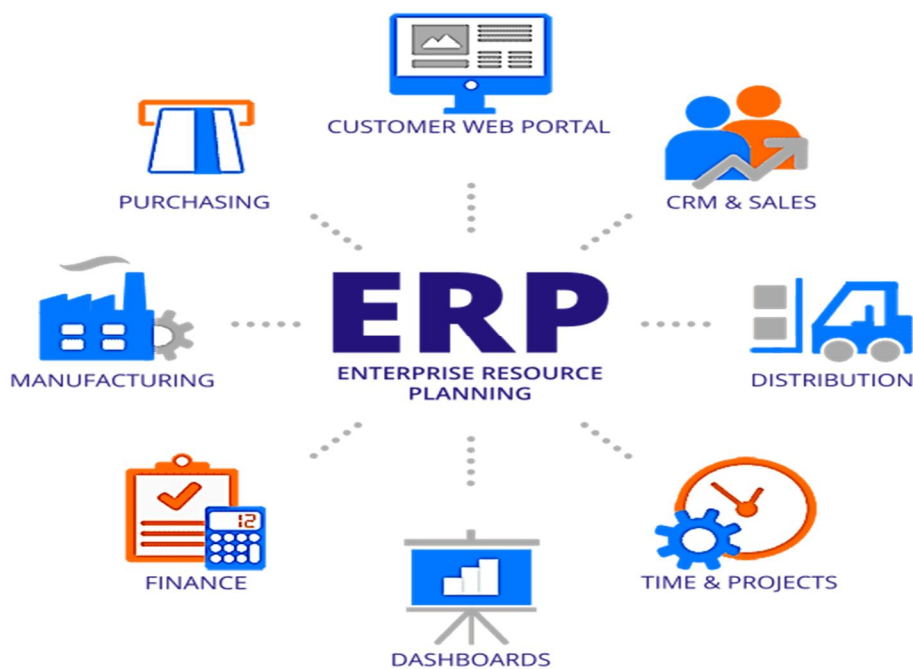 CUSTOMER WEB PORTAL
PURCHASING
CRM & SALES
ERP
ENTERPRISE RESOURCE
PLANNING
MANUFACTURING
DISTRIBUTION
12
FINANCE
TIME & PROJECTS
DASHBOARDS